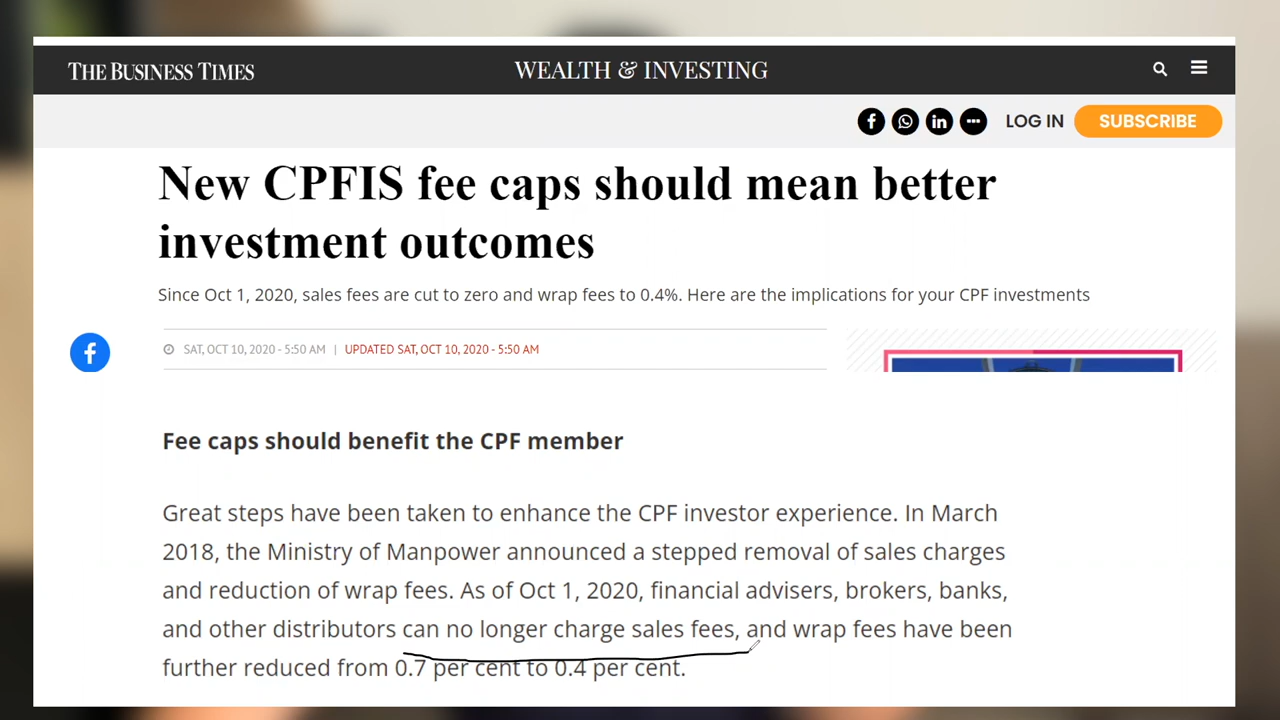 THE BUSINESS TIMES
WEALTH & INVESTING
LOG IN
SUBSCRIBE
New CPFIS fee caps should mean better
investment outcomes
Since Oct 1, 2020, sales fees are cut to zero and wrap fees to 0.4%. Here are the implications for your CPF investments
SAT, OCT 10, 2020 - 5:50 AM | UPDATED SAT, OCT 10, 2020 - 5:50 AM
Fee caps should benefit the CPF member
Great steps have been taken to enhance the CPF investor experience. In March
2018, the Ministry of Manpower announced a stepped removal of sales charges
and reduction of wrap fees. As of Oct 1, 2020, financial advisers, brokers, banks,
and other distributors can no longer charge sales fees, and wrap fees have been
further reduced from 0.7 per cent to 0.4 per cent.